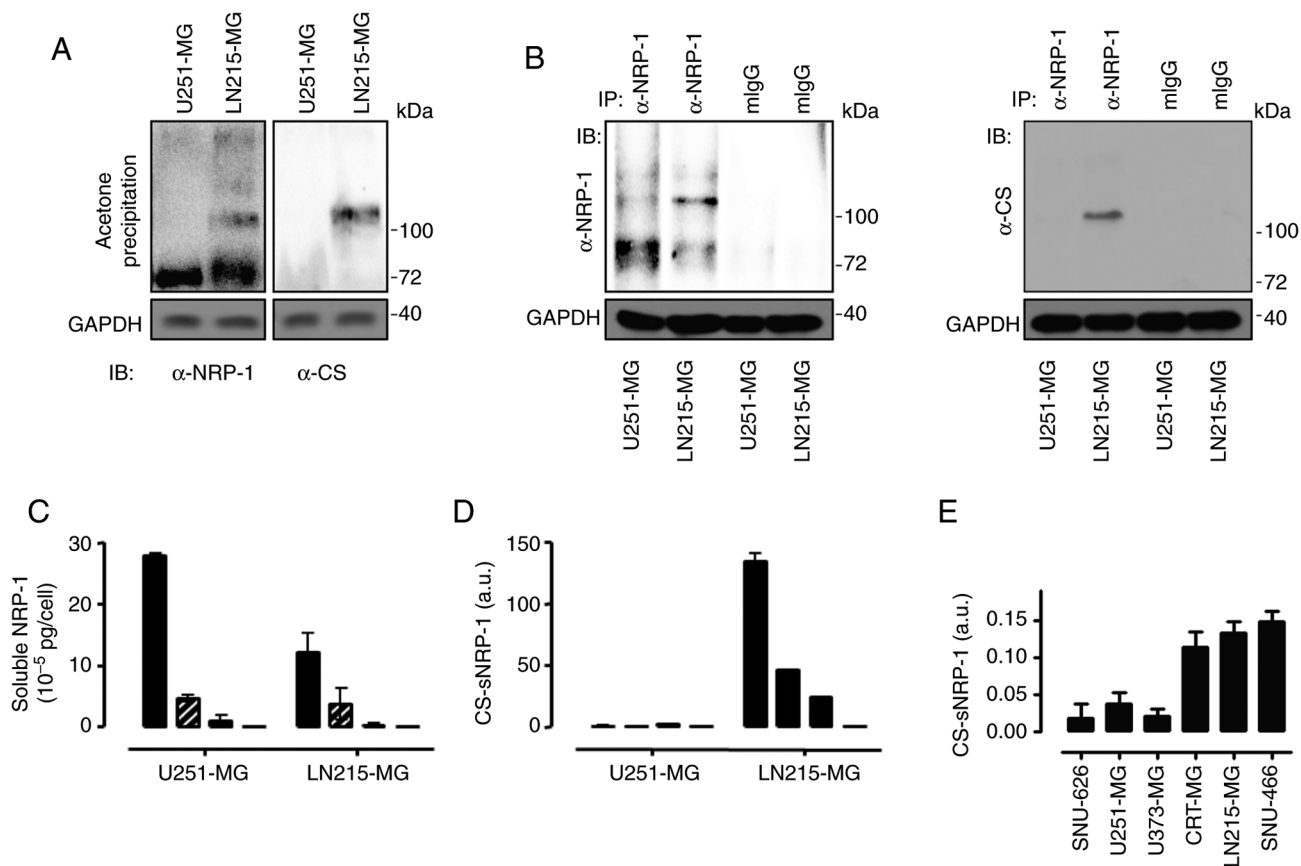 A
U251-MG
LN215-MG
U251-MG
LN215-MG
kDa
Acetone
precipitation
-100
-72
GAPDH
-40
IB: α-NRP-1 α-CS
B
IP: α-NRP-1 α-NRP-1 mIgG mIgG
kDa
IB:
α-NRP-1
-100
-72
GAPDH
-40
U251-MG
LN215-MG
U251-MG
LN215-MG
IP: α-NRP-1 α-NRP-1 mIgG mIgG
kDa
IB:
α-CS
-100
-72
GAPDH
-40
U251-MG
LN215-MG
U251-MG
LN215-MG
C
Soluble NRP-1
(10⁻⁵ pg/cell)
30
20
10
0
U251-MG LN215-MG
D
CS-sNRP-1 (a.u.)
150
100
50
0
U251-MG LN215-MG
E
CS-sNRP-1 (a.u.)
0.15
0.10
0.05
0.00
SNU-626
U251-MG
U373-MG
CRT-MG
LN215-MG
SNU-466